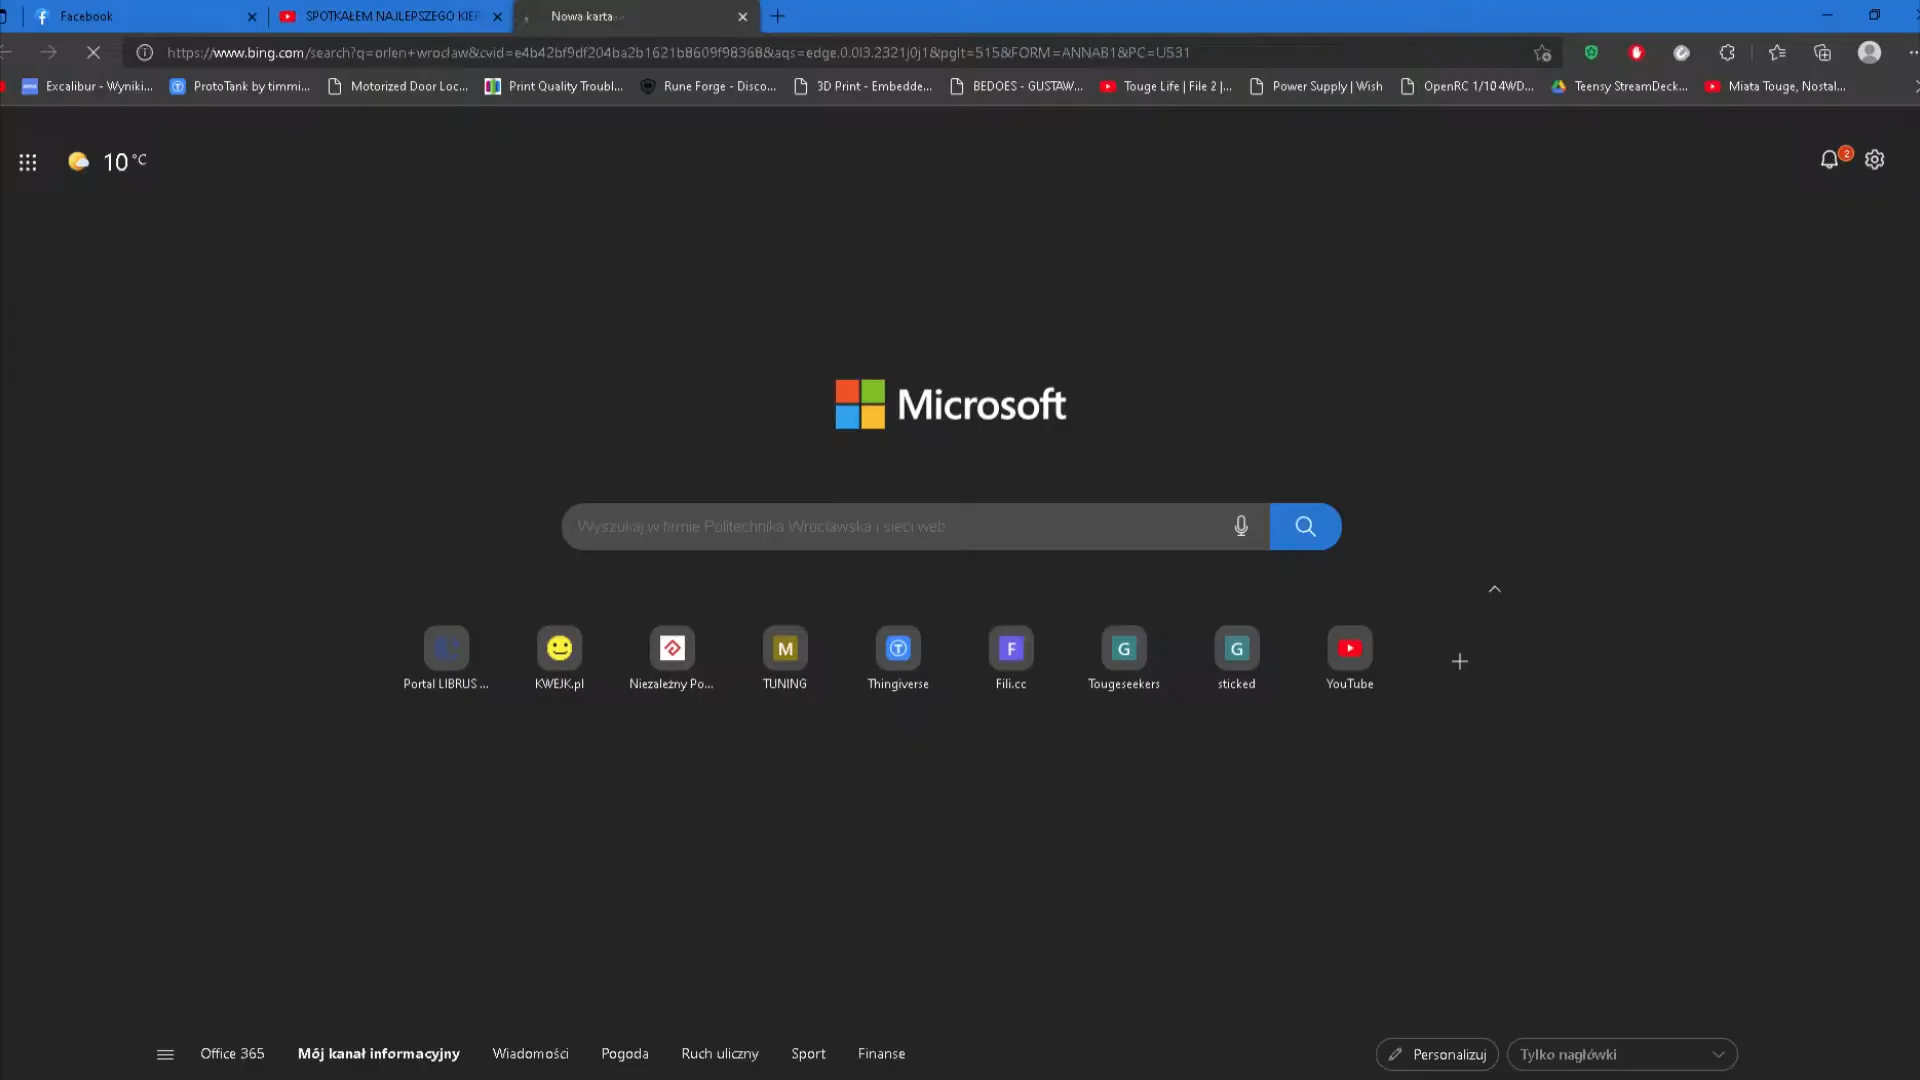 Facebook
SPOTKAŁEM NAJLEPSZEGO KIER
Nowa karta
https://www.bing.com/search?q=orlen+wrocław&cvid=e4b42bf9df204ba2b1621b8609f98368&aqs=edge.0.0l3.2321j0j1&pglt=515&FORM=ANNAB1&PC=U531
Excalibur - Wyniki...
ProtoTank by timmi...
Motorized Door Loc...
Print Quality Troubl...
Rune Forge - Disco...
3D Print - Embedde...
BEDOES - GUSTAW...
Touge Life | File 2 |...
Power Supply | Wish
OpenRC 1/10 4WD...
Teensy StreamDeck...
Miata Touge, Nostal...
10 °C
2
Microsoft
Wyszukaj w firmie Politechnika Wrocławska i sieci web
Portal LIBRUS ...
KWEJK.pl
Niezależny Po...
M
TUNING
T
Thingiverse
F
Fili.cc
G
Tougeseekers
G
sticked
YouTube
Office 365
Mój kanał informacyjny
Wiadomości
Pogoda
Ruch uliczny
Sport
Finanse
Personalizuj
Tylko nagłówki